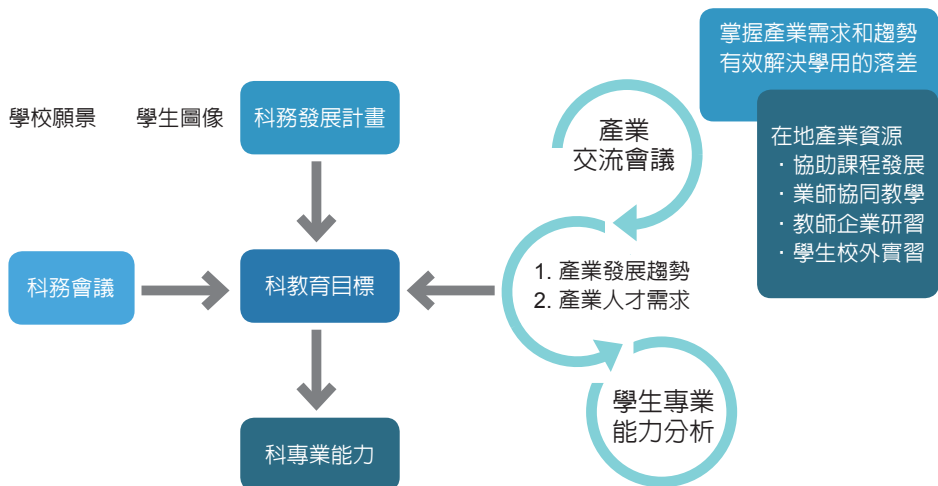 掌握產業需求和趨勢
有效解決學用的落差
學校願景
學生圖像
科務發展計畫
產業
交流會議
在地產業資源
・協助課程發展
・業師協同教學
・教師企業研習
・學生校外實習
科務會議
科教育目標
1. 產業發展趨勢
2. 產業人才需求
學生專業
能力分析
科專業能力